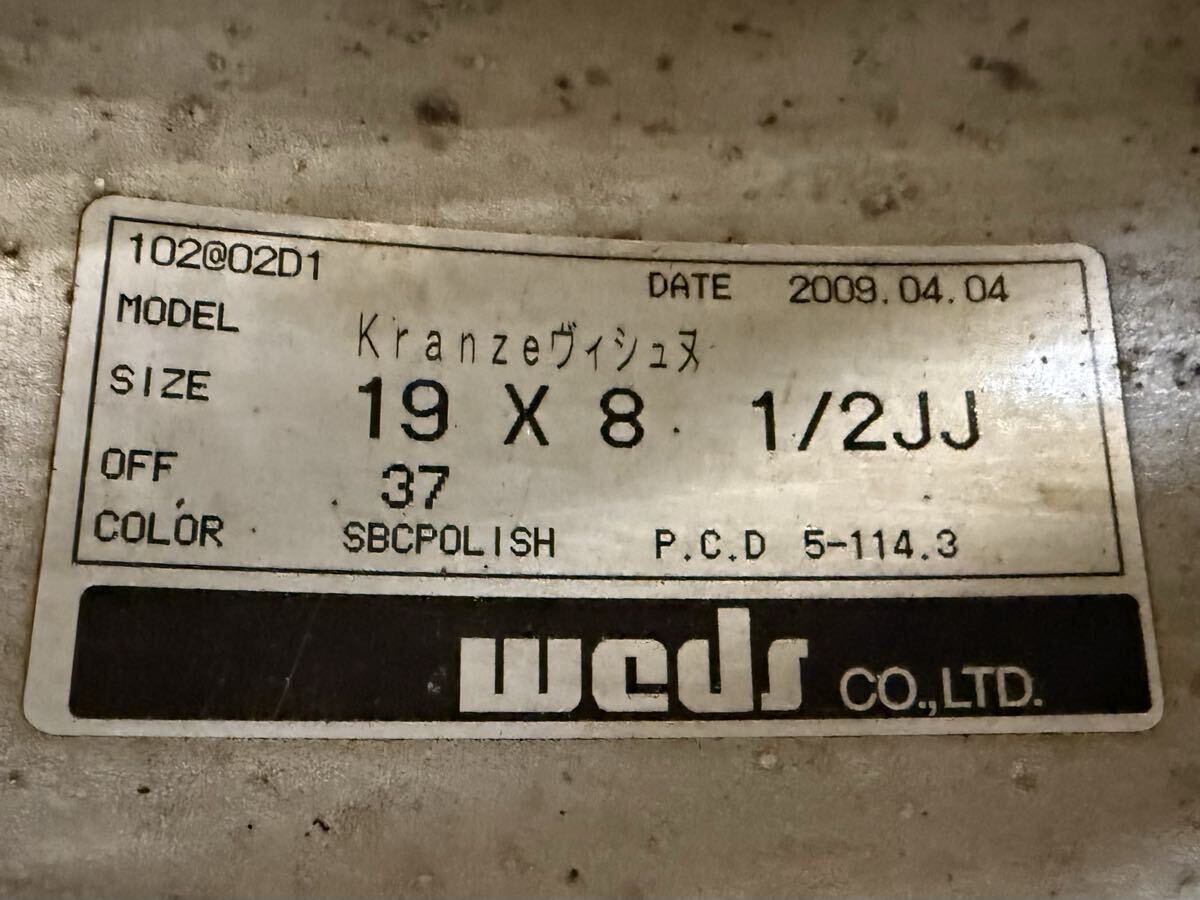 102@02D1
DATE 2009.04.04
MODEL Kranzeヴィシュヌ
SIZE 19 X 8 1/2JJ
OFF 37
COLOR SBCPOLISH P.C.D 5-114.3
weds CO.,LTD.